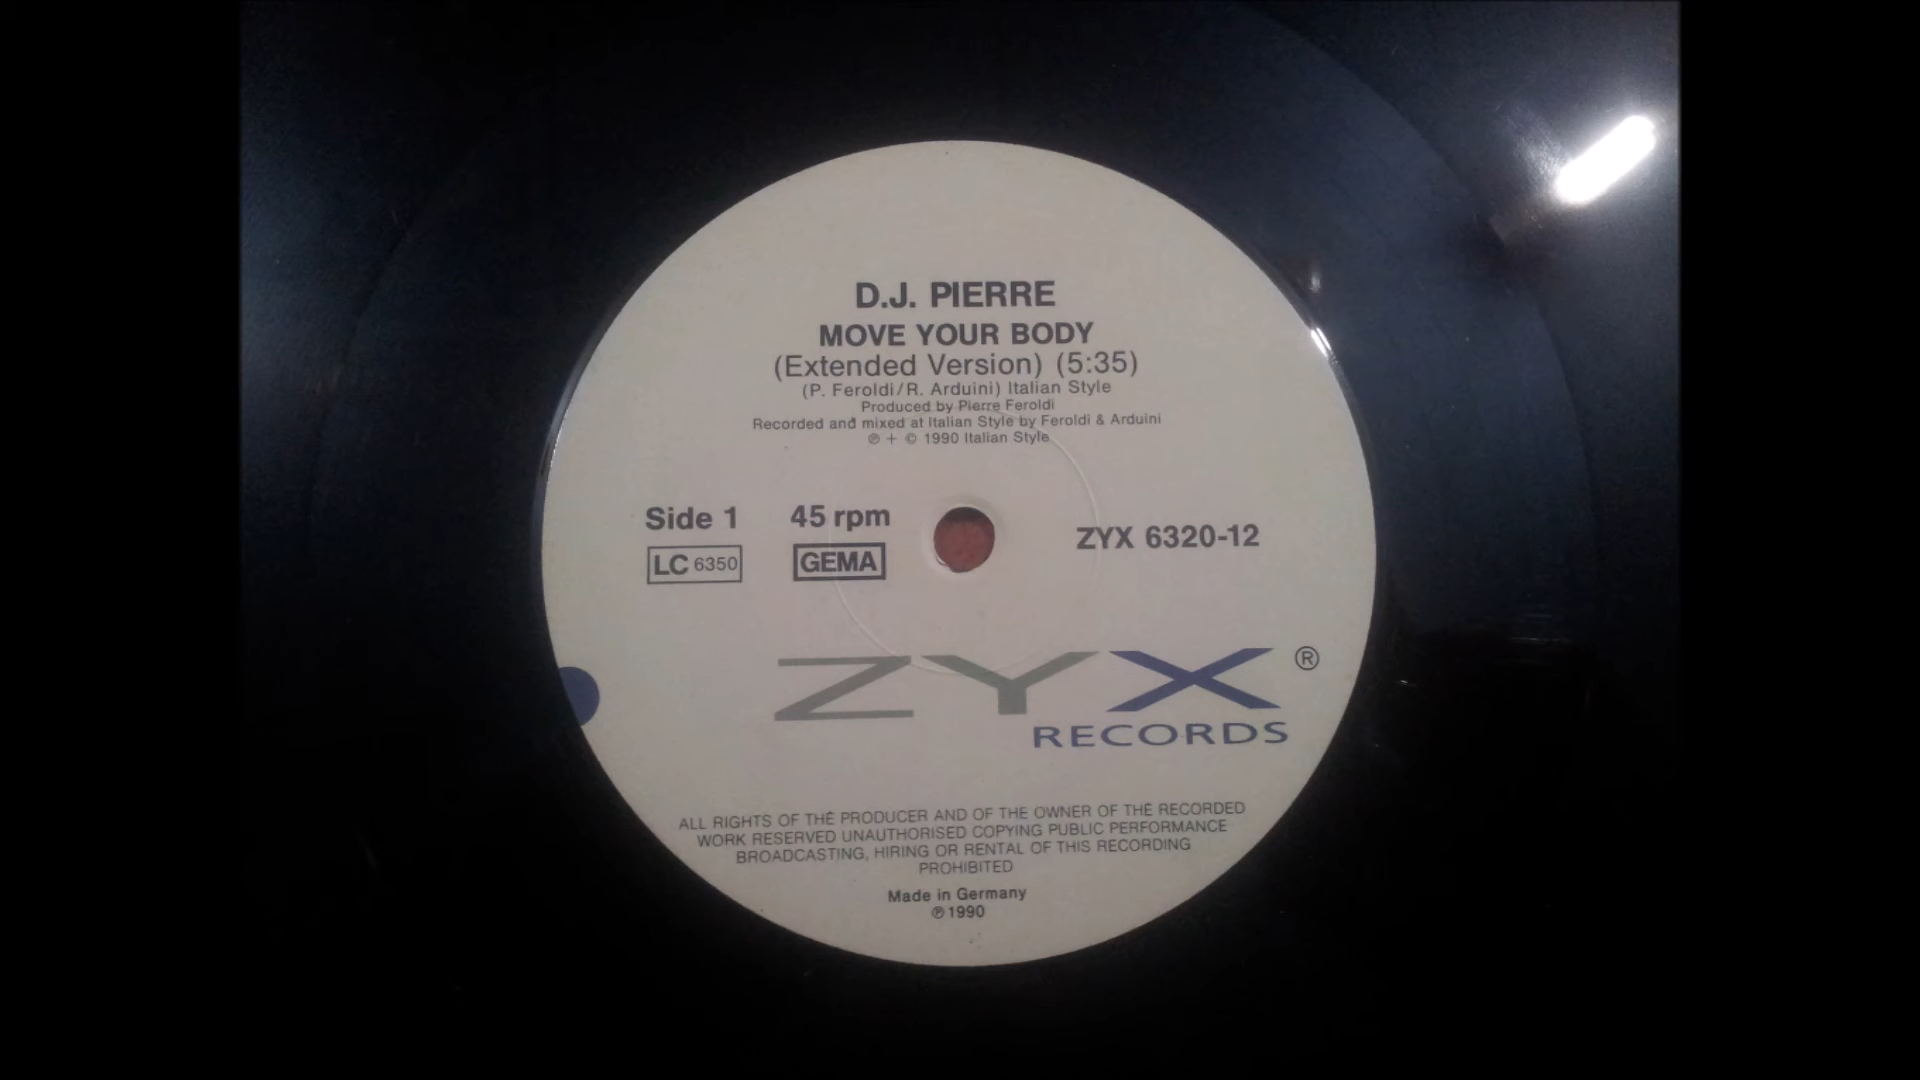 D.J. PIERRE
MOVE YOUR BODY
(Extended Version) (5:35)
(P. Feroldi/R. Arduini) Italian Style
Produced by Pierre Feroldi
Recorded and mixed at Italian Style by Feroldi & Arduini
℗ + © 1990 Italian Style
Side 1 45 rpm
ZYX 6320-12
LC 6350 GEMA
ZYX ®
RECORDS
ALL RIGHTS OF THE PRODUCER AND OF THE OWNER OF THE RECORDED
WORK RESERVED UNAUTHORISED COPYING PUBLIC PERFORMANCE
BROADCASTING, HIRING OR RENTAL OF THIS RECORDING
PROHIBITED
Made in Germany
℗ 1990